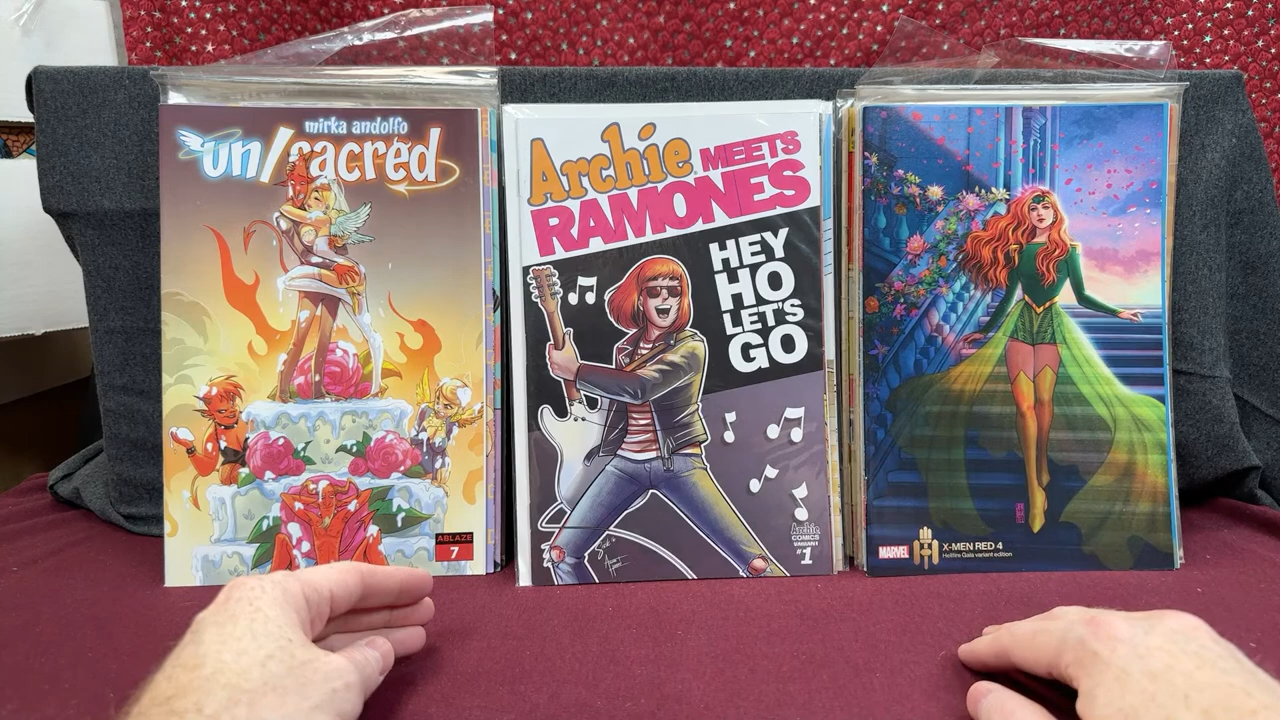 mirka andolfo
un/sacred
ABLAZE
7
Archie MEETS
RAMONES
HEY
HO
LET'S
GO
Archie
COMICS
VARIANT
#1
MARVEL
X-MEN RED 4
Hellfire Gala variant edition